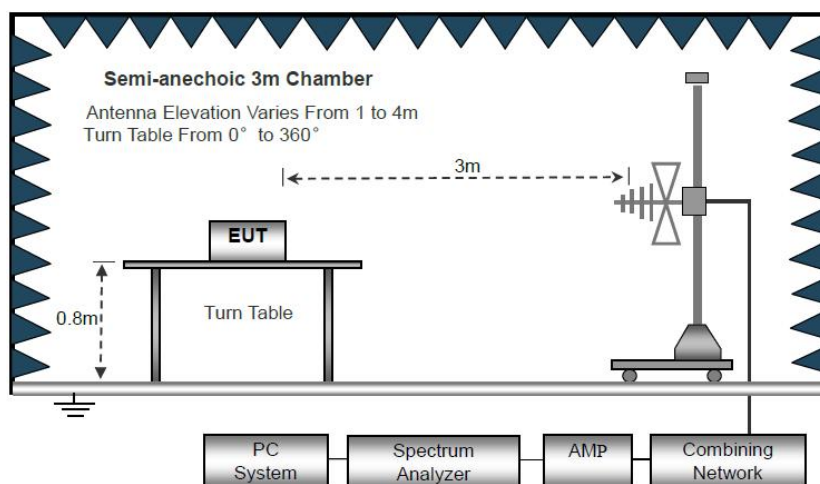 Semi-anechoic 3m Chamber
Antenna Elevation Varies From 1 to 4m
Turn Table From 0° to 360°
3m
EUT
0.8m
Turn Table
PC
System
Spectrum
Analyzer
AMP
Combining
Network